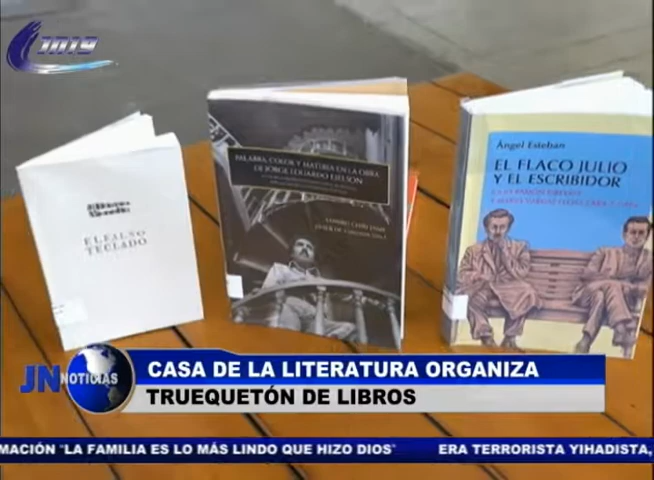 JN19
EL FALSO
TECLADO
PALABRA, COLOR Y MATERIA EN LA OBRA
DE JORGE EDUARDO EIELSON
Ángel Esteban
EL FLACO JULIO
Y EL ESCRIBIDOR
JN NOTICIAS
CASA DE LA LITERATURA ORGANIZA
TRUEQUETÓN DE LIBROS
MACIÓN "LA FAMILIA ES LO MÁS LINDO QUE HIZO DIOS" ERA TERRORISTA YIHADISTA,